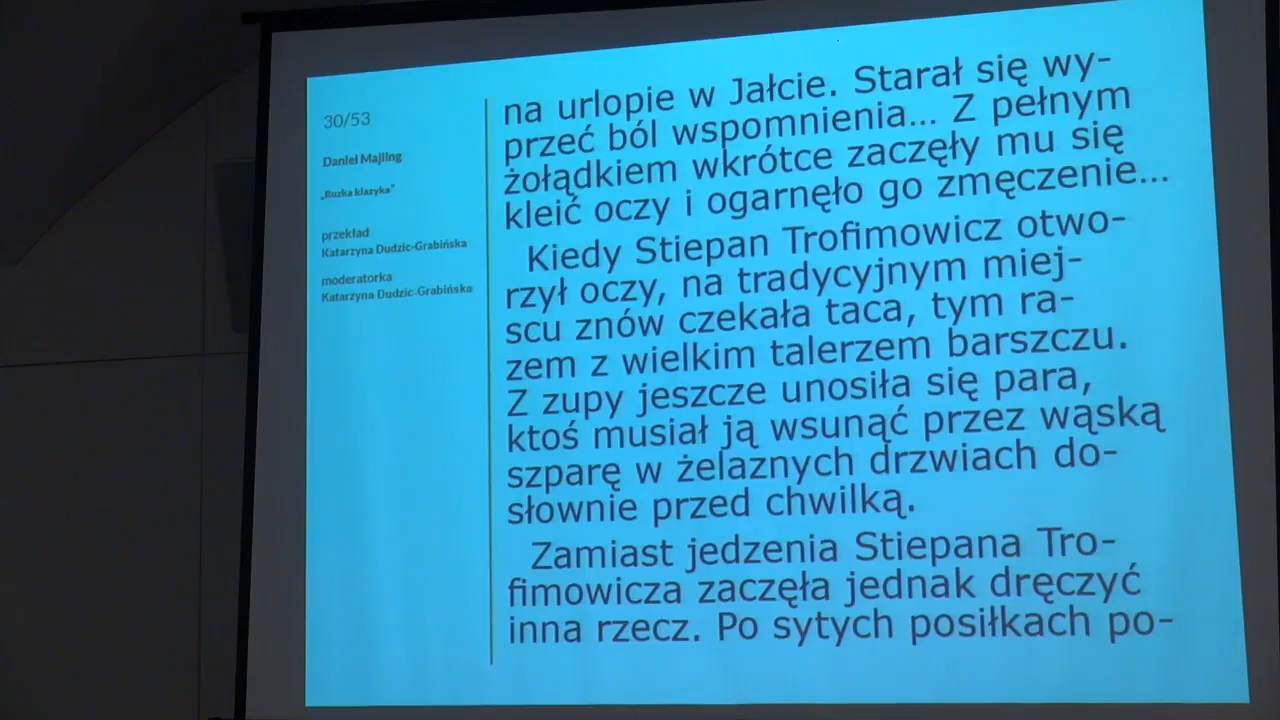 30/53
Daniel Majling
„Ruzka klazyka"
przekład
Katarzyna Dudzic-Grabińska
moderatorka
Katarzyna Dudzic-Grabińska
na urlopie w Jałcie. Starał się wy-
przeć ból wspomnienia... Z pełnym
żołądkiem wkrótce zaczęły mu się
kleić oczy i ogarnęło go zmęczenie...
Kiedy Stiepan Trofimowicz otwo-
rzył oczy, na tradycyjnym miej-
scu znów czekała taca, tym ra-
zem z wielkim talerzem barszczu.
Z zupy jeszcze unosiła się para,
ktoś musiał ją wsunąć przez wąską
szparę w żelaznych drzwiach do-
słownie przed chwilką.
Zamiast jedzenia Stiepana Tro-
fimowicza zaczęła jednak dręczyć
inna rzecz. Po sytych posiłkach po-